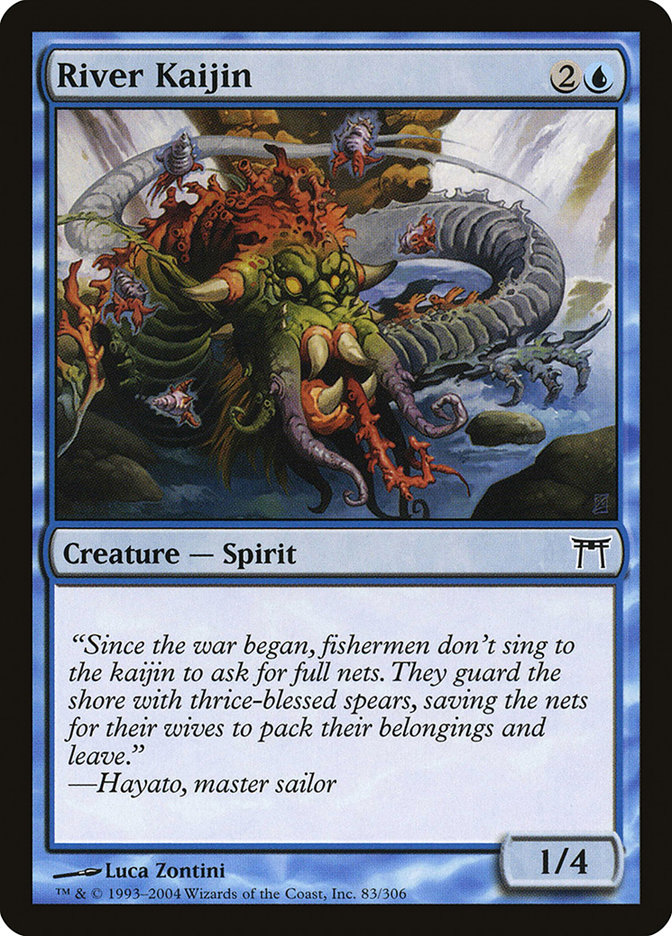 River Kaijin
2
Creature — Spirit
“Since the war began, fishermen don’t sing to
the kaijin to ask for full nets. They guard the
shore with thrice-blessed spears, saving the nets
for their wives to pack their belongings and
leave.”
—Hayato, master sailor
1/4
Luca Zontini
™ & © 1993–2004 Wizards of the Coast, Inc. 83/306